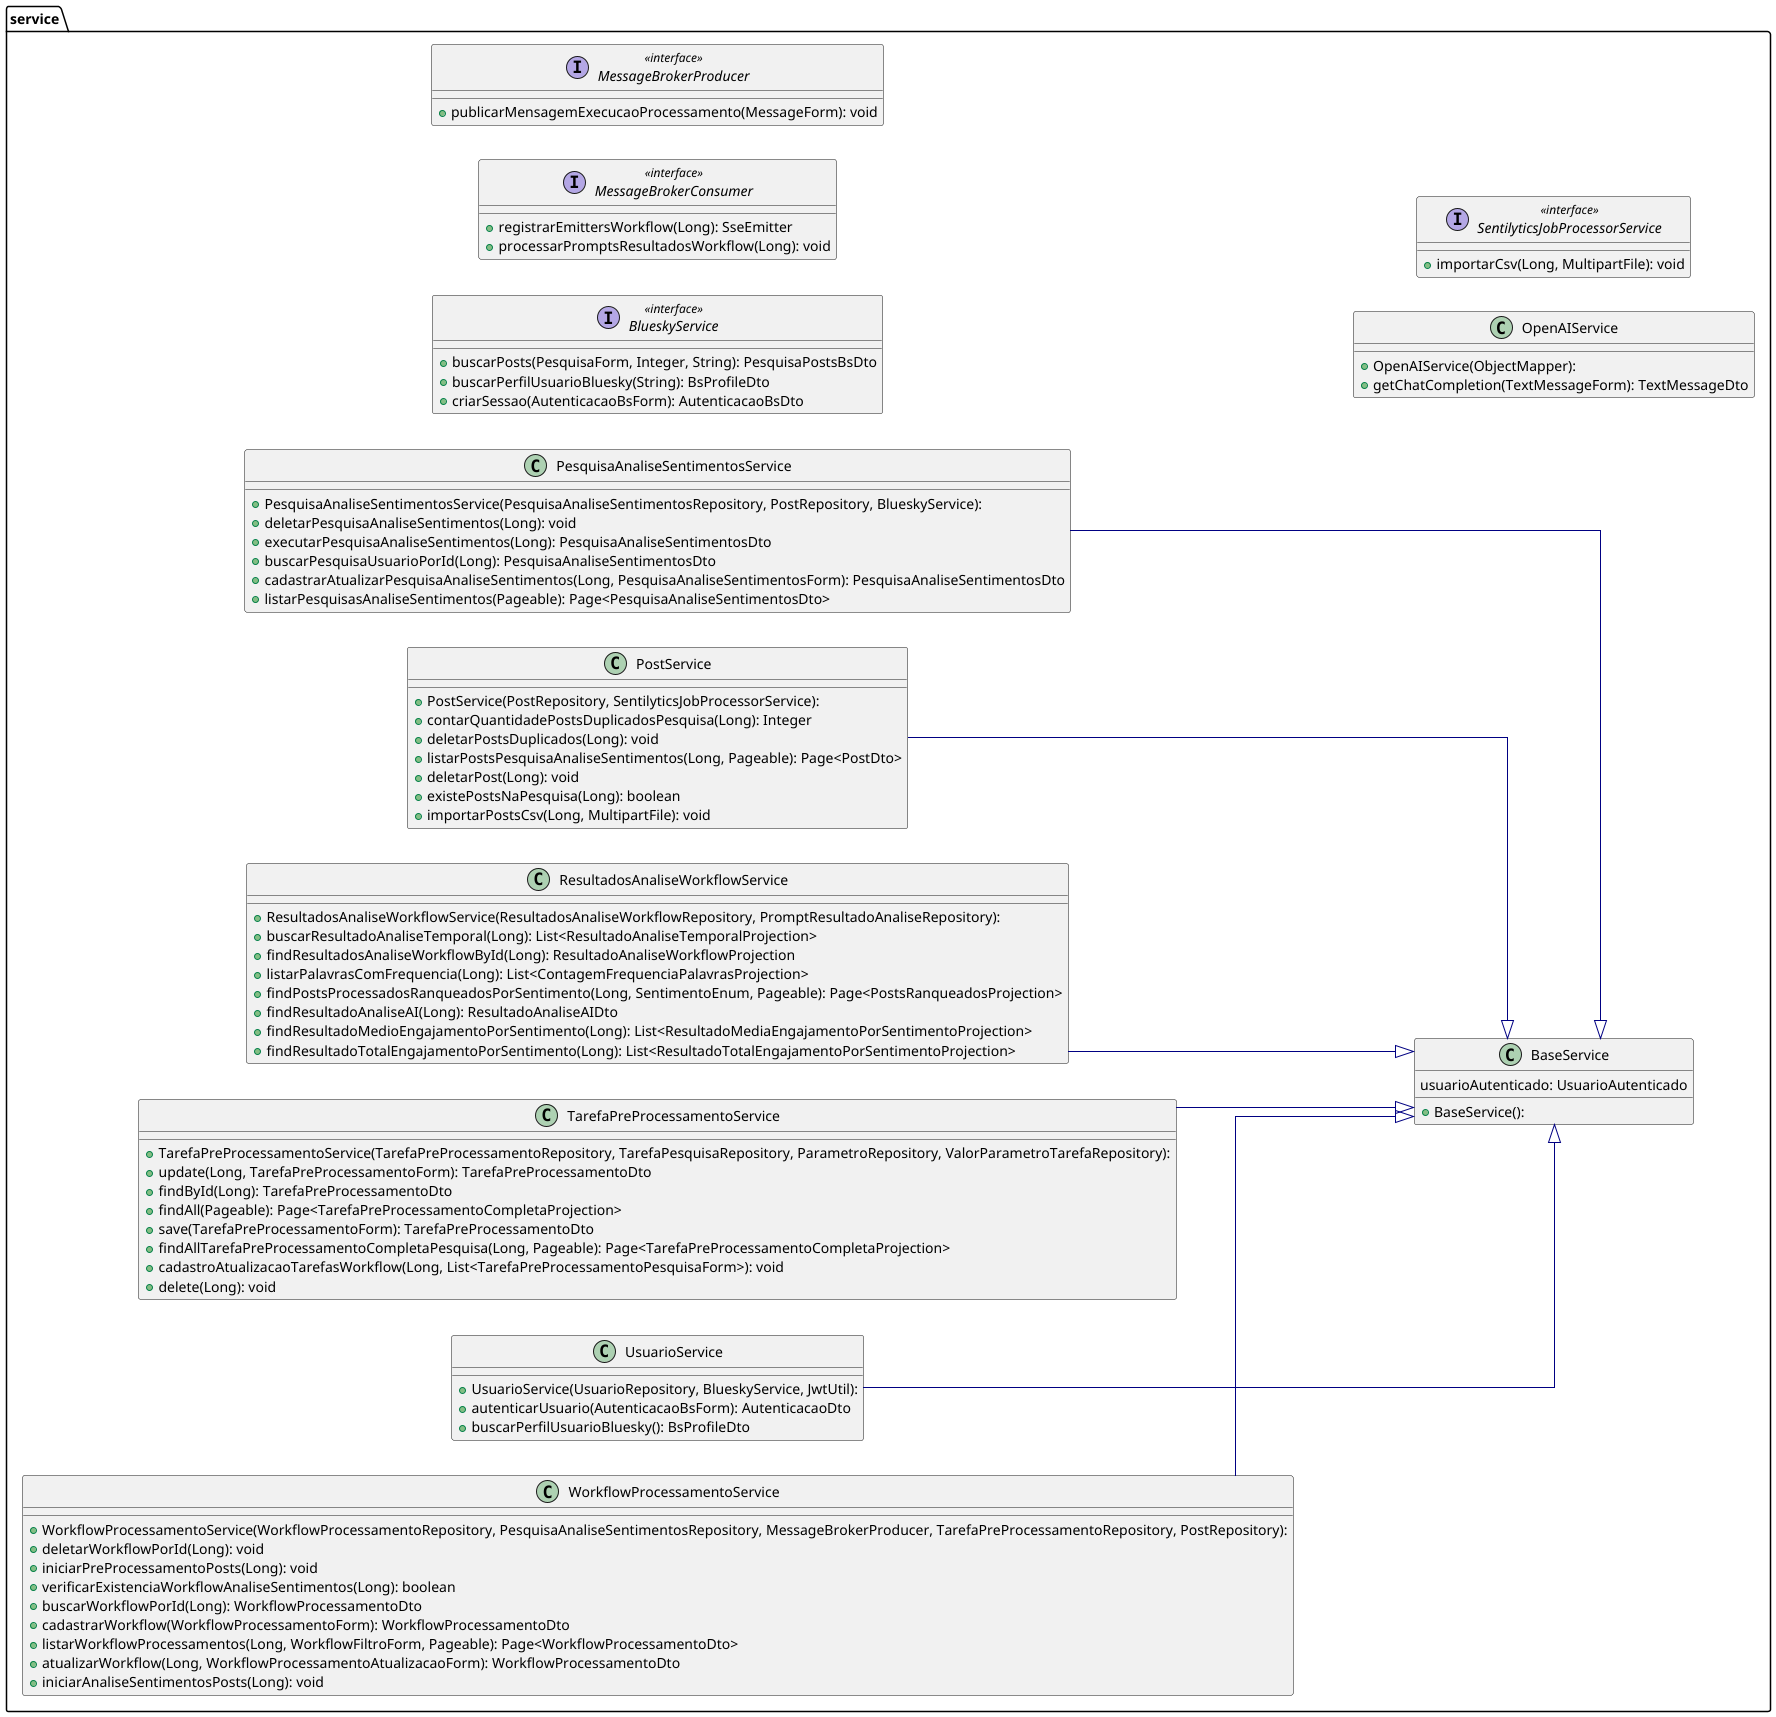 service
«interface»
I MessageBrokerProducer
publicarMensagemExecucaoProcessamento(MessageForm): void
«interface»
I MessageBrokerConsumer
registrarEmittersWorkflow(Long): SseEmitter
processarPromptsResultadosWorkflow(Long): void
«interface»
I SentilyticsJobProcessorService
importarCsv(Long, MultipartFile): void
«interface»
I BlueskyService
buscarPosts(PesquisaForm, Integer, String): PesquisaPostsBsDto
buscarPerfilUsuarioBluesky(String): BsProfileDto
criarSessao(AutenticacaoBsForm): AutenticacaoBsDto
C OpenAIService
OpenAIService(ObjectMapper):
getChatCompletion(TextMessageForm): TextMessageDto
C PesquisaAnaliseSentimentosService
PesquisaAnaliseSentimentosService(PesquisaAnaliseSentimentosRepository, PostRepository, BlueskyService):
deletarPesquisaAnaliseSentimentos(Long): void
executarPesquisaAnaliseSentimentos(Long): PesquisaAnaliseSentimentosDto
buscarPesquisaUsuarioPorId(Long): PesquisaAnaliseSentimentosDto
cadastrarAtualizarPesquisaAnaliseSentimentos(Long, PesquisaAnaliseSentimentosForm): PesquisaAnaliseSentimentosDto
listarPesquisasAnaliseSentimentos(Pageable): Page<PesquisaAnaliseSentimentosDto>
C PostService
PostService(PostRepository, SentilyticsJobProcessorService):
contarQuantidadePostsDuplicadosPesquisa(Long): Integer
deletarPostsDuplicados(Long): void
listarPostsPesquisaAnaliseSentimentos(Long, Pageable): Page<PostDto>
deletarPost(Long): void
existePostsNaPesquisa(Long): boolean
importarPostsCsv(Long, MultipartFile): void
C ResultadosAnaliseWorkflowService
ResultadosAnaliseWorkflowService(ResultadosAnaliseWorkflowRepository, PromptResultadoAnaliseRepository):
buscarResultadoAnaliseTemporal(Long): List<ResultadoAnaliseTemporalProjection>
findResultadosAnaliseWorkflowById(Long): ResultadoAnaliseWorkflowProjection
listarPalavrasComFrequencia(Long): List<ContagemFrequenciaPalavrasProjection>
findPostsProcessadosRanqueadosPorSentimento(Long, SentimentoEnum, Pageable): Page<PostsRanqueadosProjection>
findResultadoAnaliseAI(Long): ResultadoAnaliseAIDto
findResultadoMedioEngajamentoPorSentimento(Long): List<ResultadoMediaEngajamentoPorSentimentoProjection>
findResultadoTotalEngajamentoPorSentimento(Long): List<ResultadoTotalEngajamentoPorSentimentoProjection>
C BaseService
usuarioAutenticado: UsuarioAutenticado
BaseService():
C TarefaPreProcessamentoService
TarefaPreProcessamentoService(TarefaPreProcessamentoRepository, TarefaPesquisaRepository, ParametroRepository, ValorParametroTarefaRepository):
update(Long, TarefaPreProcessamentoForm): TarefaPreProcessamentoDto
findById(Long): TarefaPreProcessamentoDto
findAll(Pageable): Page<TarefaPreProcessamentoCompletaProjection>
save(TarefaPreProcessamentoForm): TarefaPreProcessamentoDto
findAllTarefaPreProcessamentoCompletaPesquisa(Long, Pageable): Page<TarefaPreProcessamentoCompletaProjection>
cadastroAtualizacaoTarefasWorkflow(Long, List<TarefaPreProcessamentoPesquisaForm>): void
delete(Long): void
C UsuarioService
UsuarioService(UsuarioRepository, BlueskyService, JwtUtil):
autenticarUsuario(AutenticacaoBsForm): AutenticacaoDto
buscarPerfilUsuarioBluesky(): BsProfileDto
C WorkflowProcessamentoService
WorkflowProcessamentoService(WorkflowProcessamentoRepository, PesquisaAnaliseSentimentosRepository, MessageBrokerProducer, TarefaPreProcessamentoRepository, PostRepository):
deletarWorkflowPorId(Long): void
iniciarPreProcessamentoPosts(Long): void
verificarExistenciaWorkflowAnaliseSentimentos(Long): boolean
buscarWorkflowPorId(Long): WorkflowProcessamentoDto
cadastrarWorkflow(WorkflowProcessamentoForm): WorkflowProcessamentoDto
listarWorkflowProcessamentos(Long, WorkflowFiltroForm, Pageable): Page<WorkflowProcessamentoDto>
atualizarWorkflow(Long, WorkflowProcessamentoAtualizacaoForm): WorkflowProcessamentoDto
iniciarAnaliseSentimentosPosts(Long): void